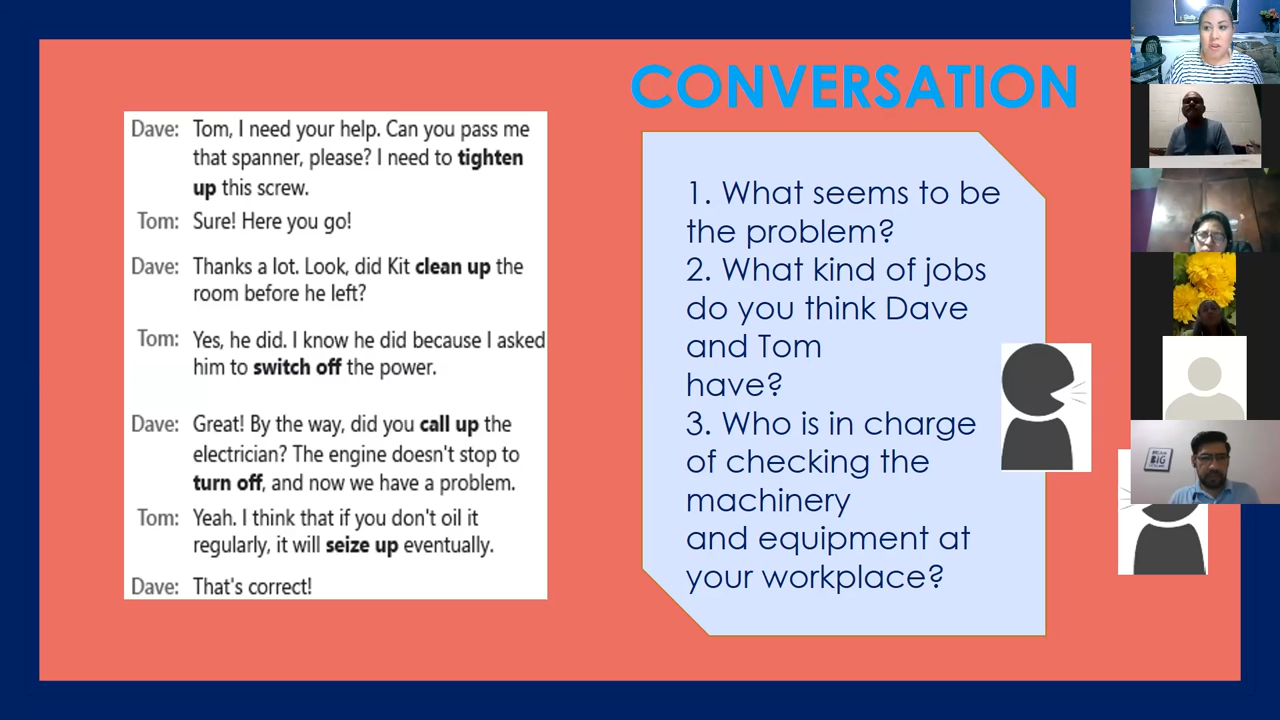 CONVERSATION
Dave: Tom, I need your help. Can you pass me
that spanner, please? I need to tighten
up this screw.
Tom: Sure! Here you go!
Dave: Thanks a lot. Look, did Kit clean up the
room before he left?
Tom: Yes, he did. I know he did because I asked
him to switch off the power.
Dave: Great! By the way, did you call up the
electrician? The engine doesn't stop to
turn off, and now we have a problem.
Tom: Yeah. I think that if you don't oil it
regularly, it will seize up eventually.
Dave: That's correct!
1. What seems to be
the problem?
2. What kind of jobs
do you think Dave
and Tom
have?
3. Who is in charge
of checking the
machinery
and equipment at
your workplace?
BIG